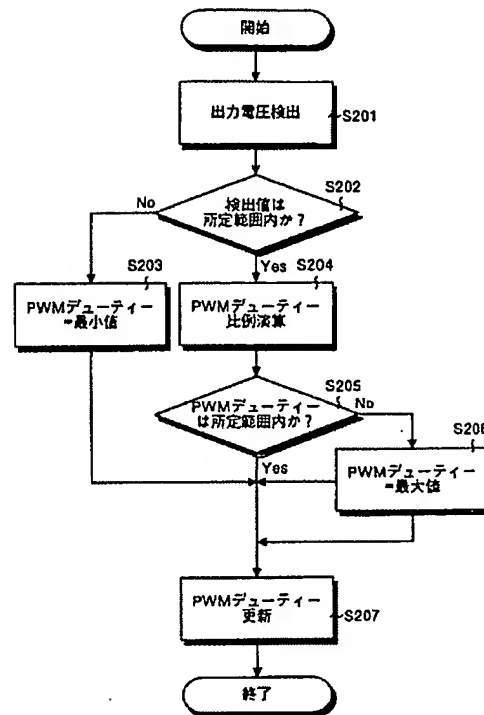 開始
出力電圧検出
S201
S202
検出値は
所定範囲内か?
No
Yes
S203
PWMデューティー
=最小値
S204
PWMデューティー
比例演算
S205
PWMデューティー
は所定範囲内か?
No
Yes
S206
PWMデューティー
=最大値
PWMデューティー
更新
S207
終了